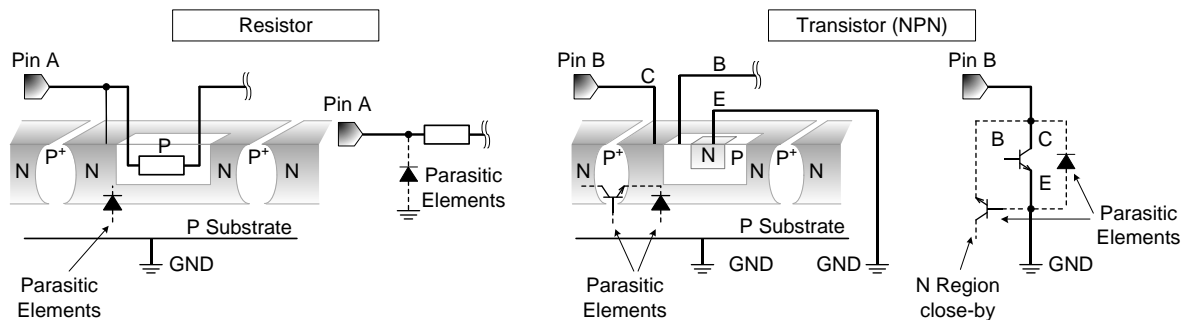 Resistor
Pin A
N
P+
N
P
N
P+
N
Parasitic
Elements
P Substrate
GND
Pin A
Parasitic
Elements
Transistor (NPN)
Pin B
C
B
E
N
P+
N
N
P
P+
N
P Substrate
Parasitic
Elements
GND
GND
Pin B
B
C
E
Parasitic
Elements
GND
N Region
close-by